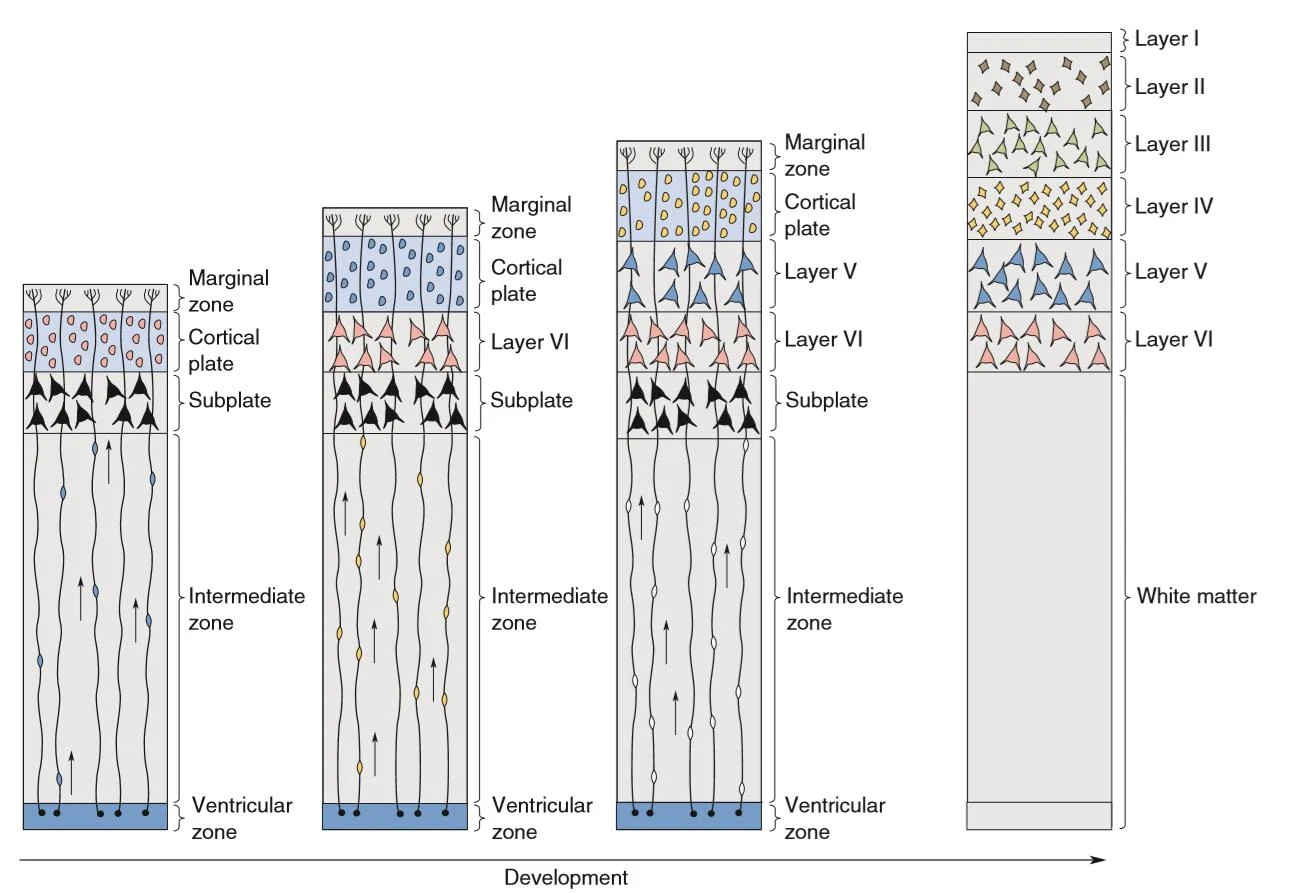 Marginal
zone
Cortical
plate
Subplate
Intermediate
zone
Ventricular
zone
Marginal
zone
Cortical
plate
Layer VI
Subplate
Intermediate
zone
Ventricular
zone
Marginal
zone
Cortical
plate
Layer V
Layer VI
Subplate
Intermediate
zone
Ventricular
zone
Layer I
Layer II
Layer III
Layer IV
Layer V
Layer VI
White matter
Development